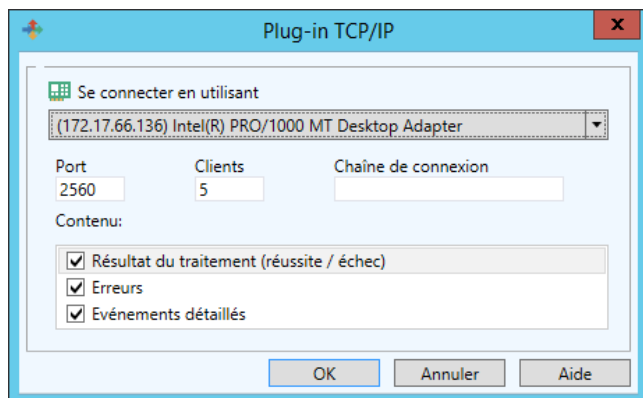 Plug-in TCP/IP
x
Se connecter en utilisant
(172.17.66.136) Intel(R) PRO/1000 MT Desktop Adapter
Port Clients Chaîne de connexion
2560 5
Contenu:
Résultat du traitement (réussite / échec)
Erreurs
Evénements détaillés
OK Annuler Aide